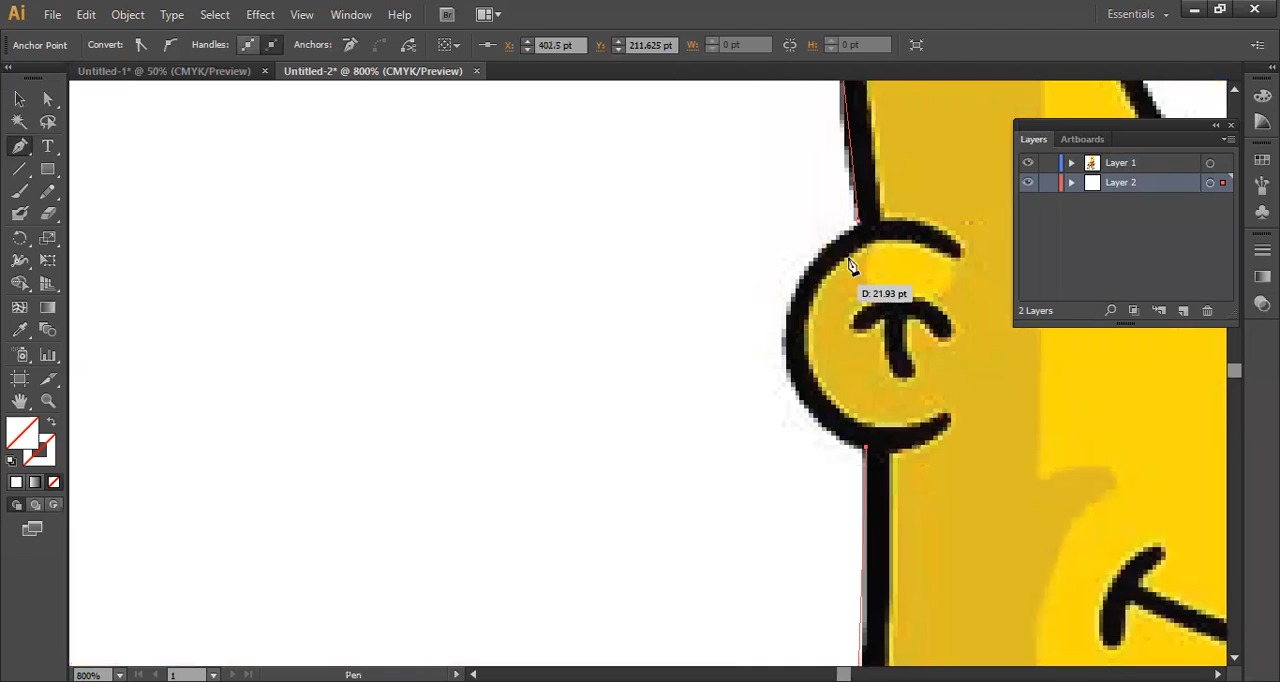 Ai File Edit Object Type Select Effect View Window Help Br Essentials
Anchor Point Convert: Handles: Anchors: X: 402.5 pt Y: 211.625 pt W: 0 pt H: 0 pt
Untitled-1* @ 50% (CMYK/Preview) × Untitled-2* @ 800% (CMYK/Preview) ×
Layers Artboards
Layer 1
Layer 2
D: 21.93 pt
2 Layers
800% 1 Pen